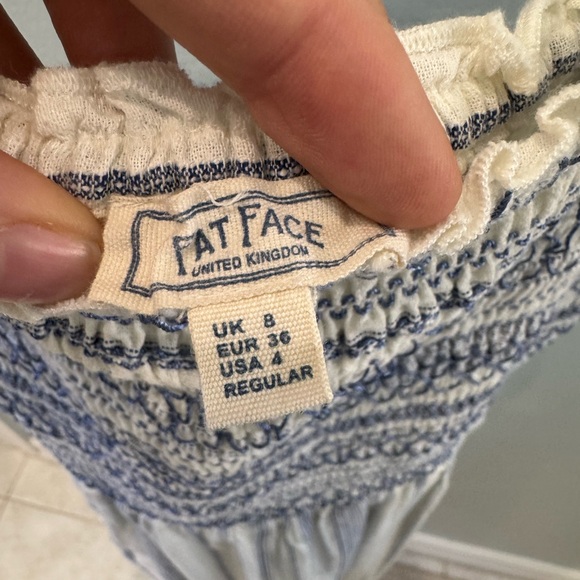 FAT FACE
UNITED KINGDOM
UK 8
EUR 36
USA 4
REGULAR